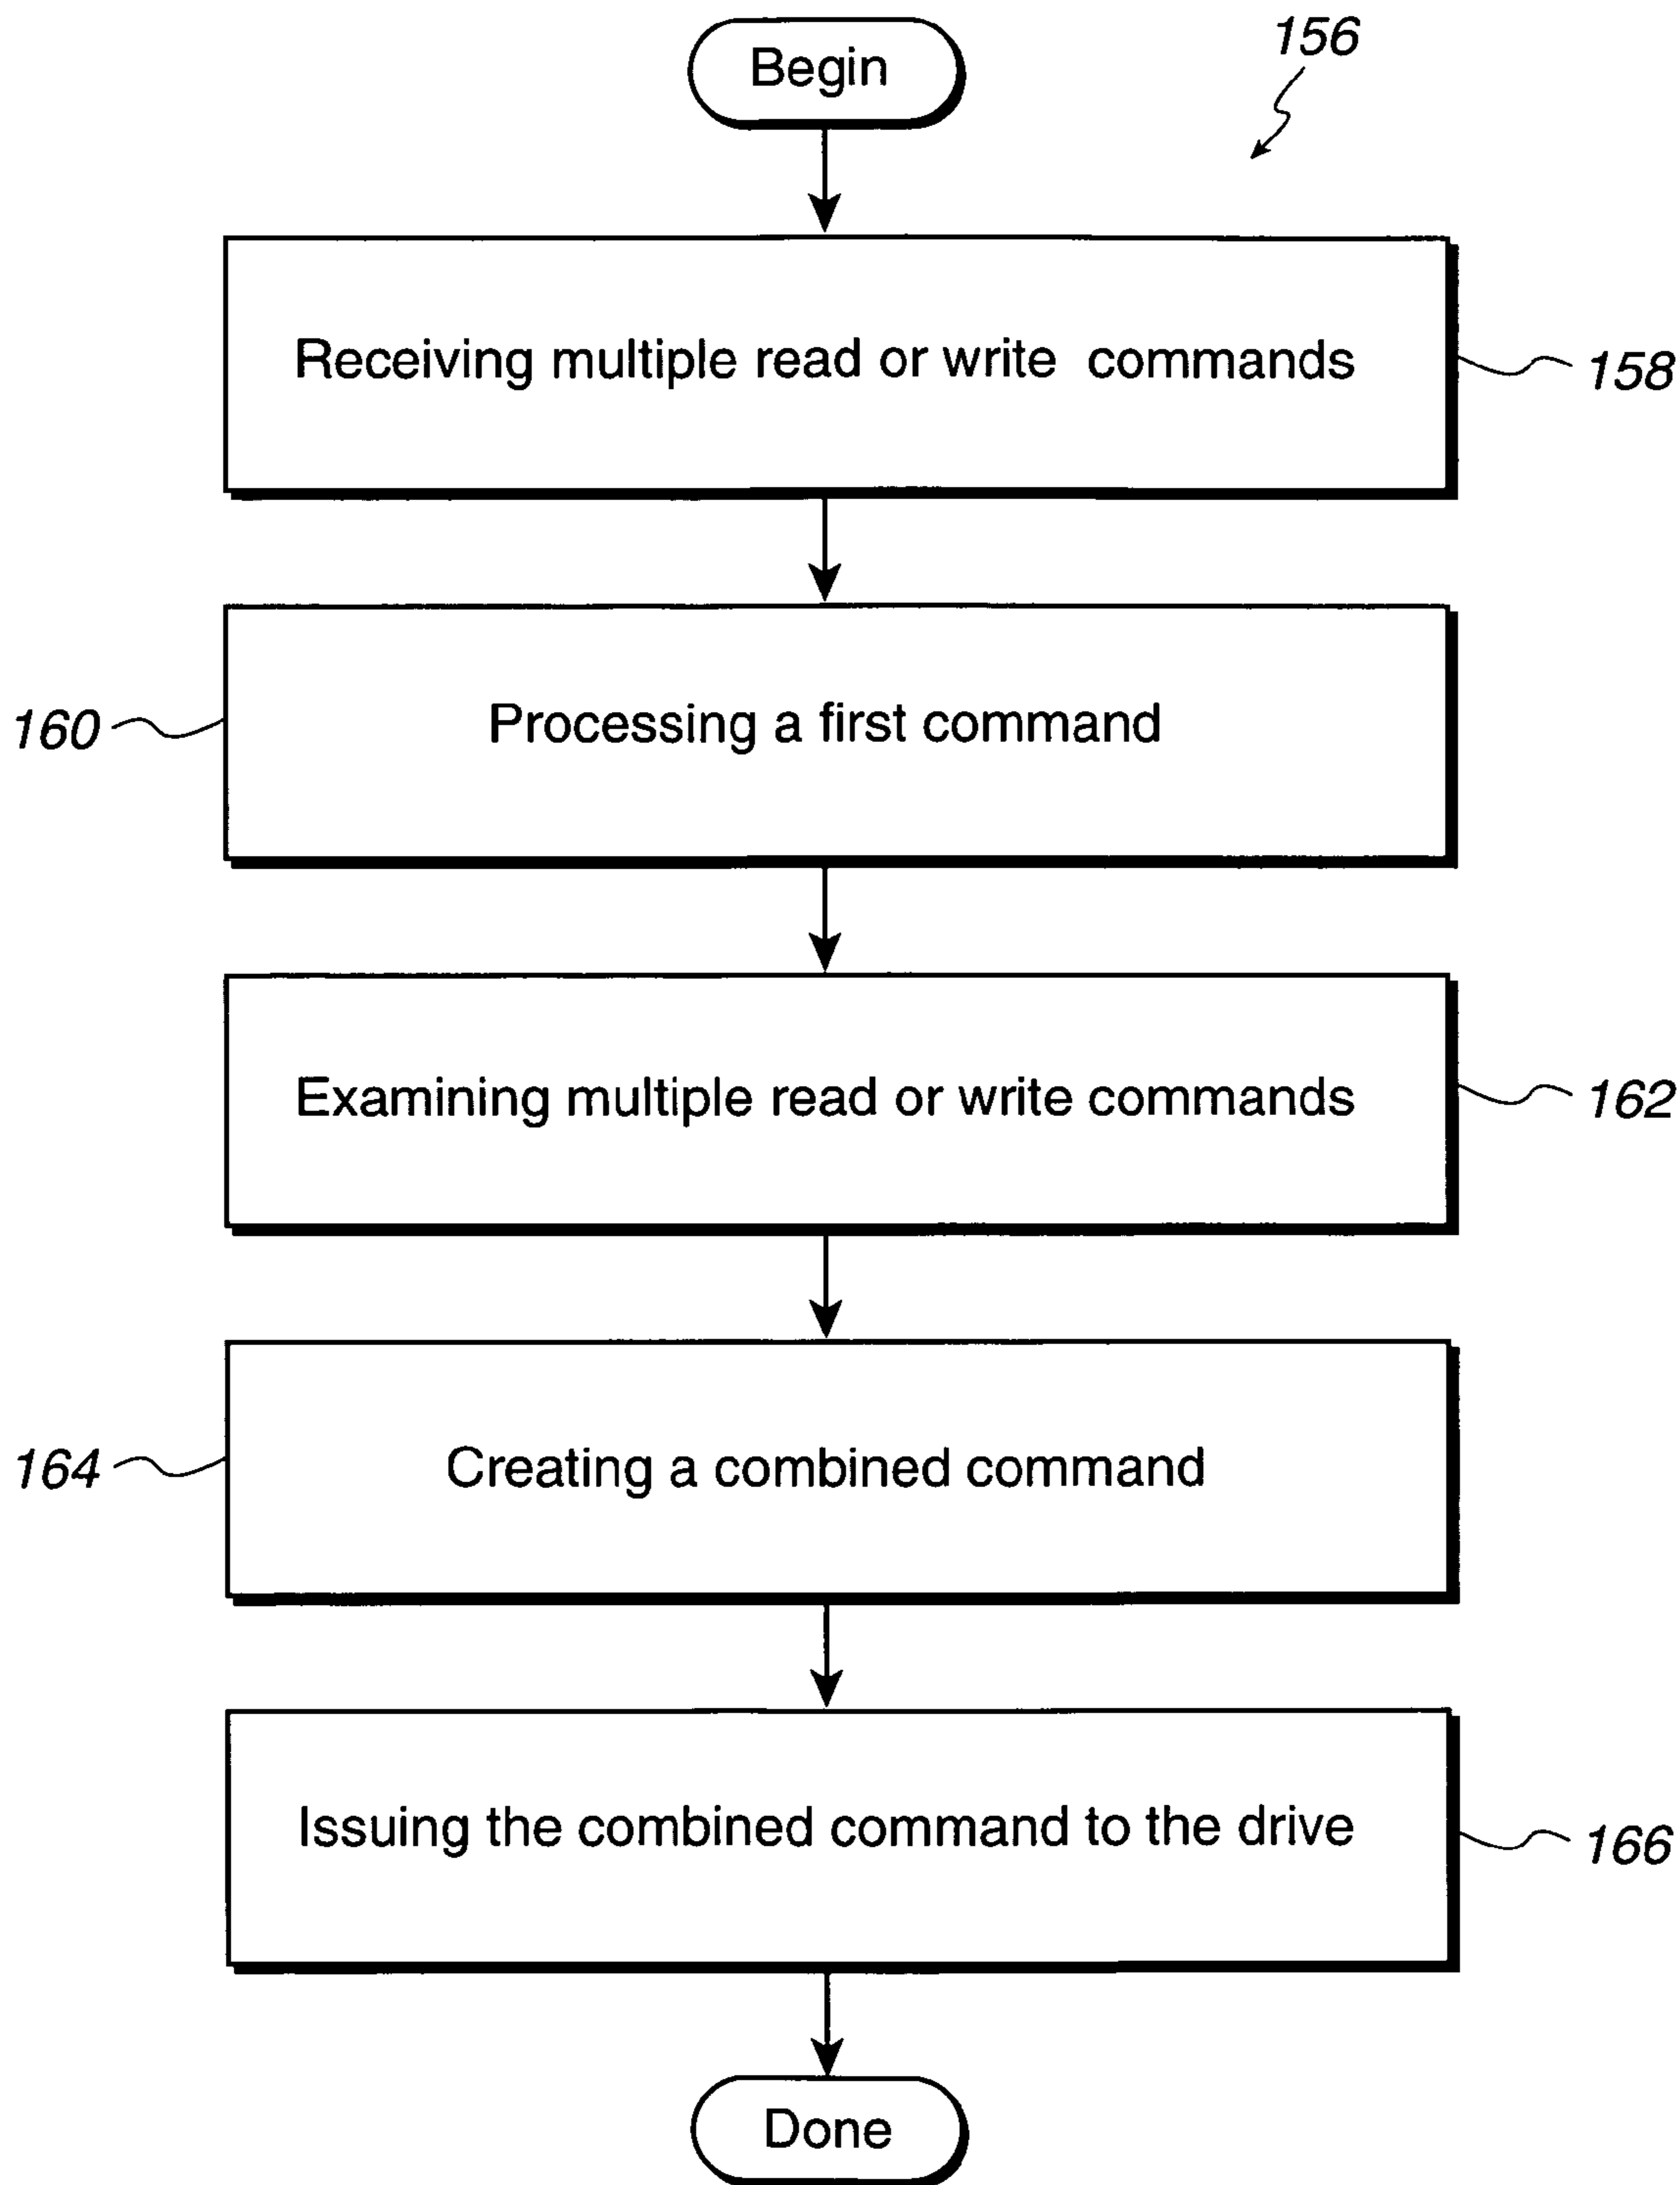 Begin
156
Receiving multiple read or write commands
158
Processing a first command
160
Examining multiple read or write commands
162
Creating a combined command
164
Issuing the combined command to the drive
166
Done